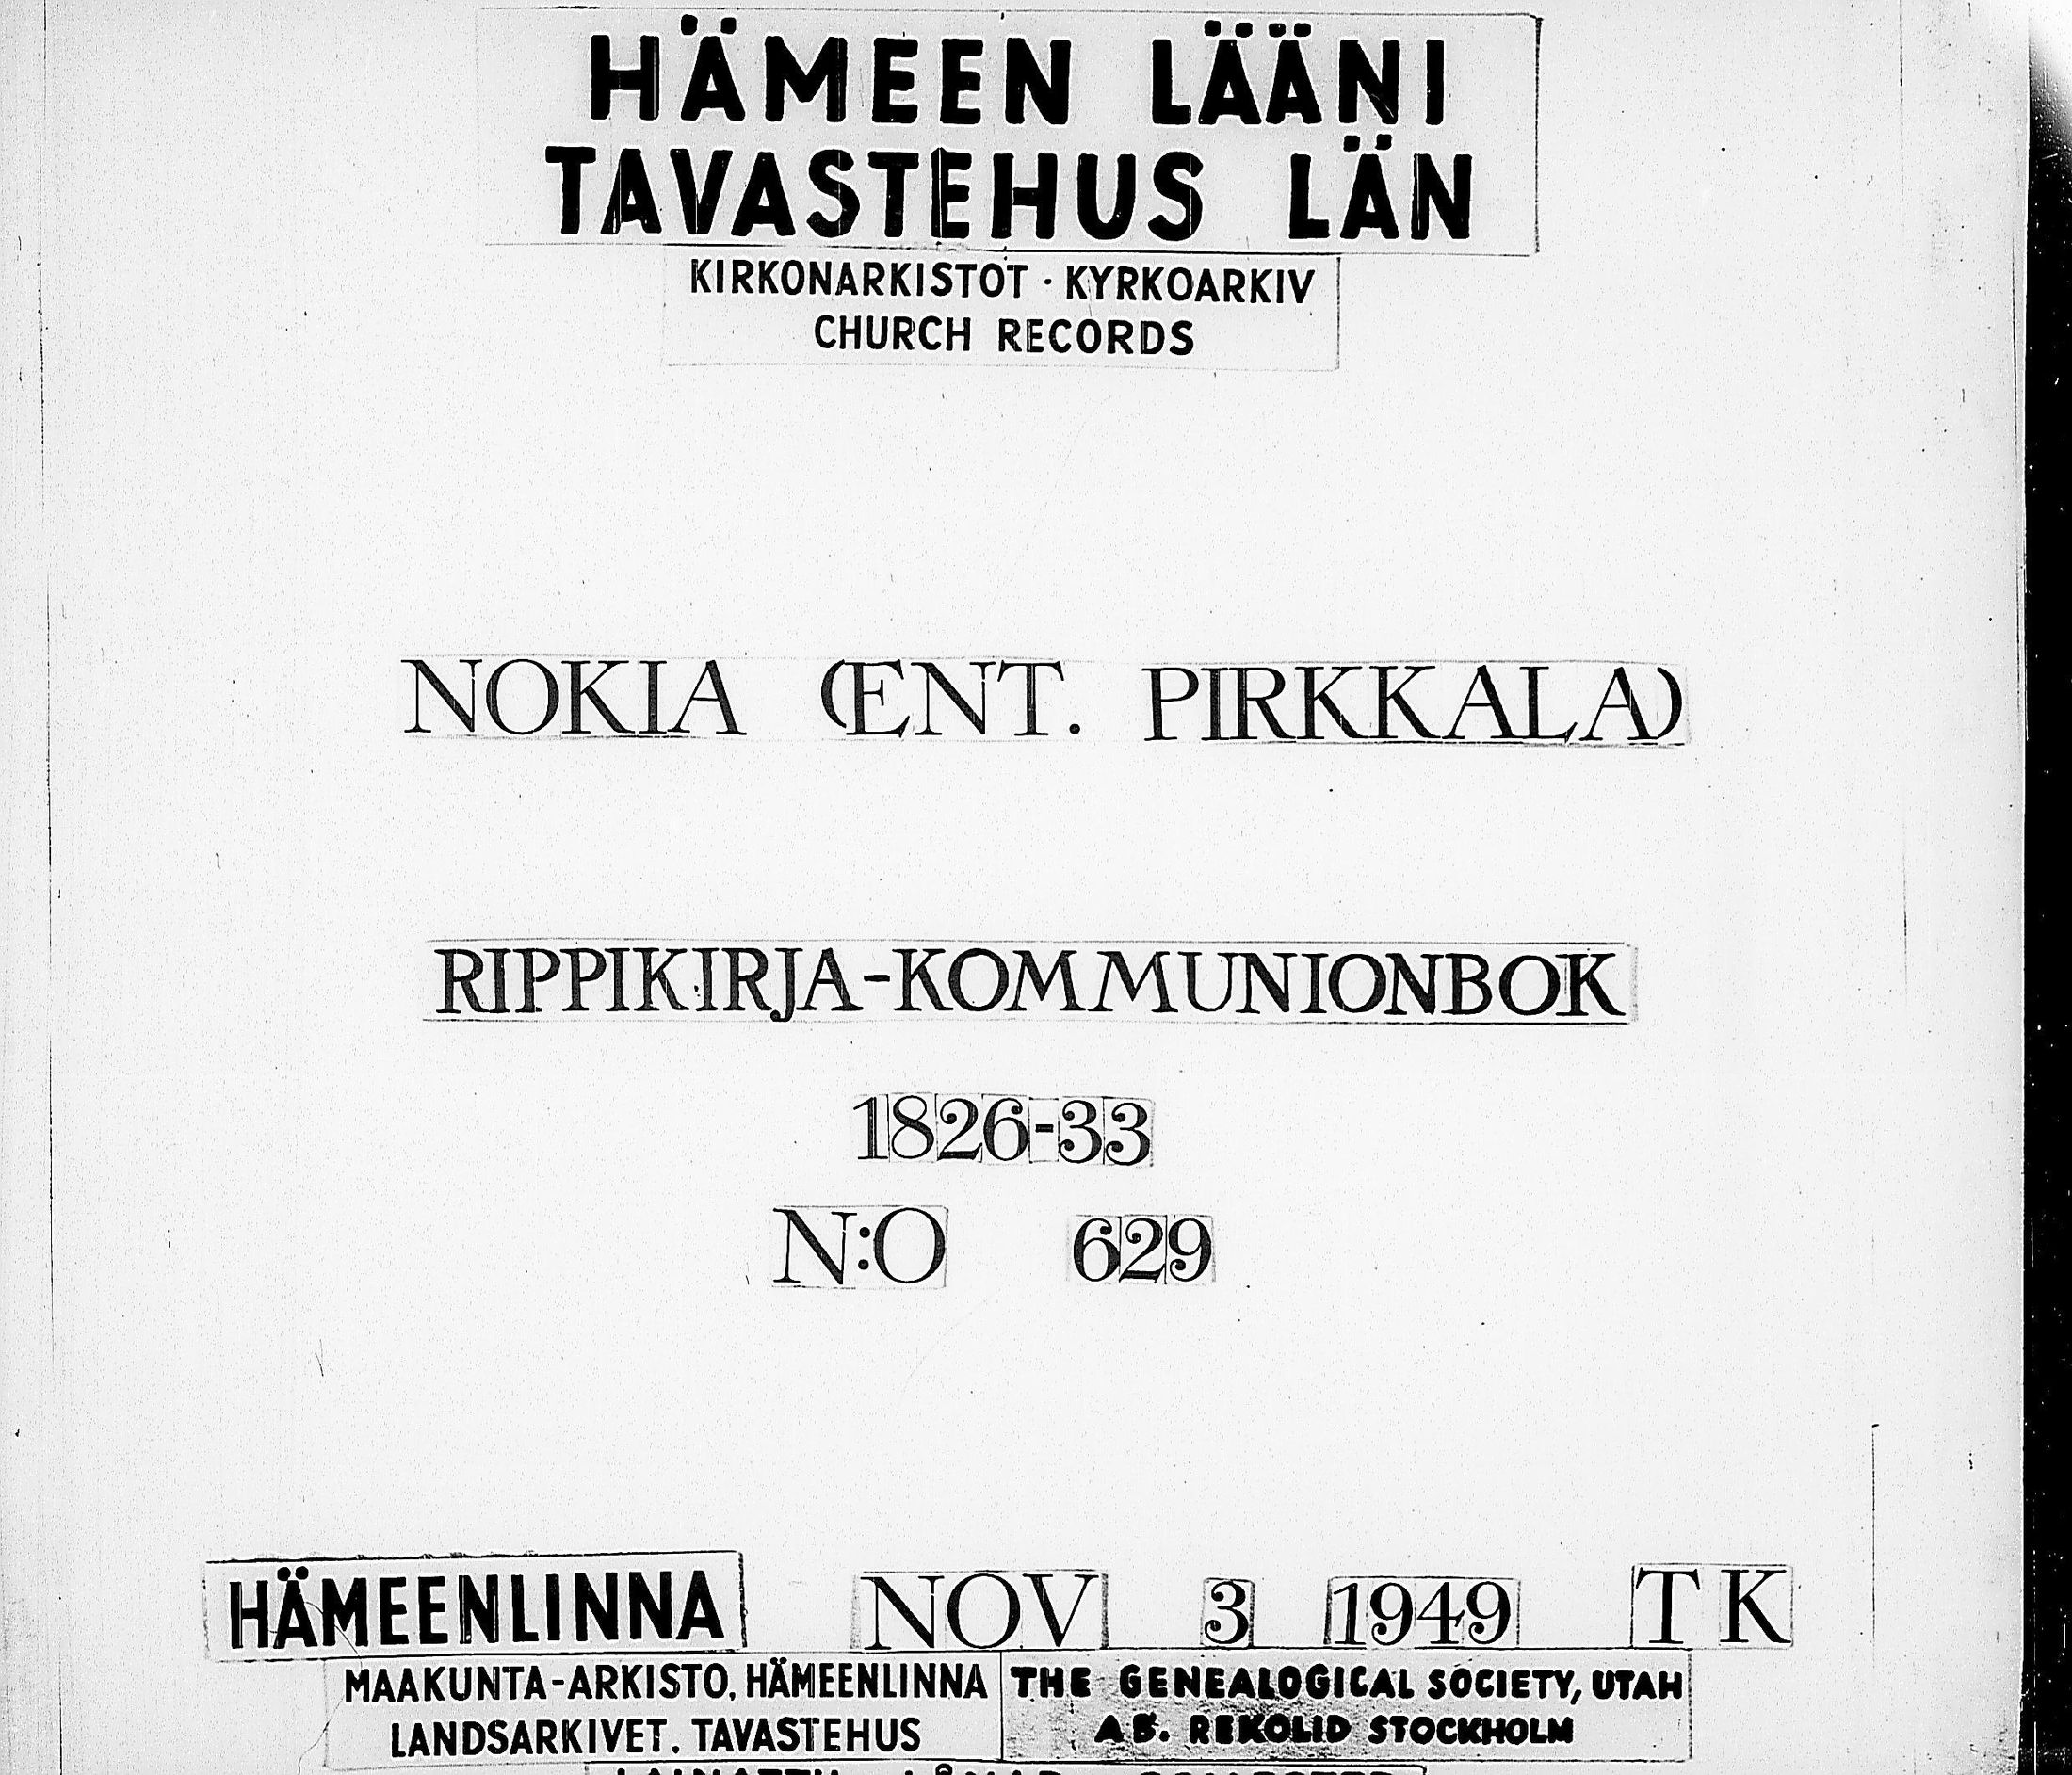 HÄMEEN LÄÄNI
TAVASTEHUS LÄN
KIRKONARKISTOT · KYRKOARKIV
CHURCH RECORDS
NOKIA (ENT. PIRKKALA)
RIPPIKIRJA-KOMMUNIONBOK
1826-33
N:O 629
HÄMEENLINNA NOV 3 1949 TK
MAAKUNTA-ARKISTO, HÄMEENLINNA
LANDSARKIVET. TAVASTEHUS
THE GENEALOGICAL SOCIETY, UTAH
AB. REKOLID STOCKHOLM